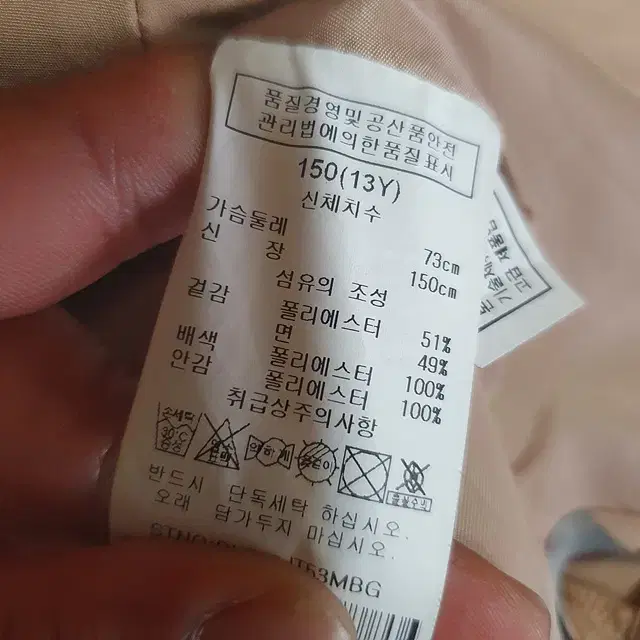 품질경영및공산품안전
관리법에의한품질표시
150(13Y)
신체치수
가슴둘레 73cm
신 장 150cm
섬유의 조성
겉감 폴리에스터 51%
면 49%
배색 폴리에스터 100%
안감 폴리에스터 100%
취급상주의사항
약하게
반드시 단독세탁 하십시오.
오래 담가두지 마십시오.
JT53MBG